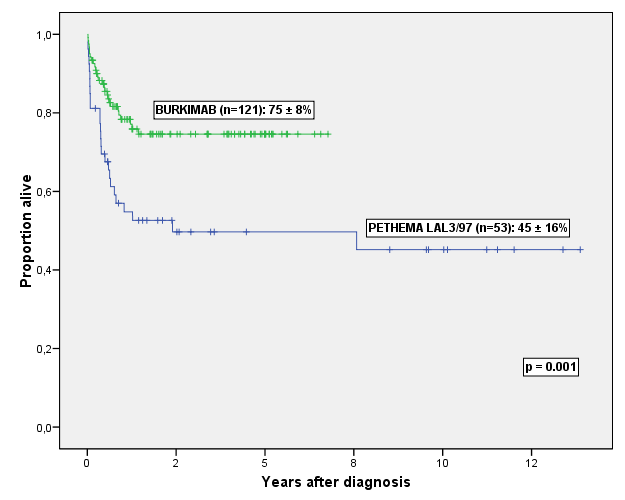 1,0
0,8
0,6
0,4
0,2
0,0
Proportion alive
BURKIMAB (n=121): 75 ± 8%
PETHEMA LAL3/97 (n=53): 45 ± 16%
p = 0.001
0 2 5 8 10 12
Years after diagnosis